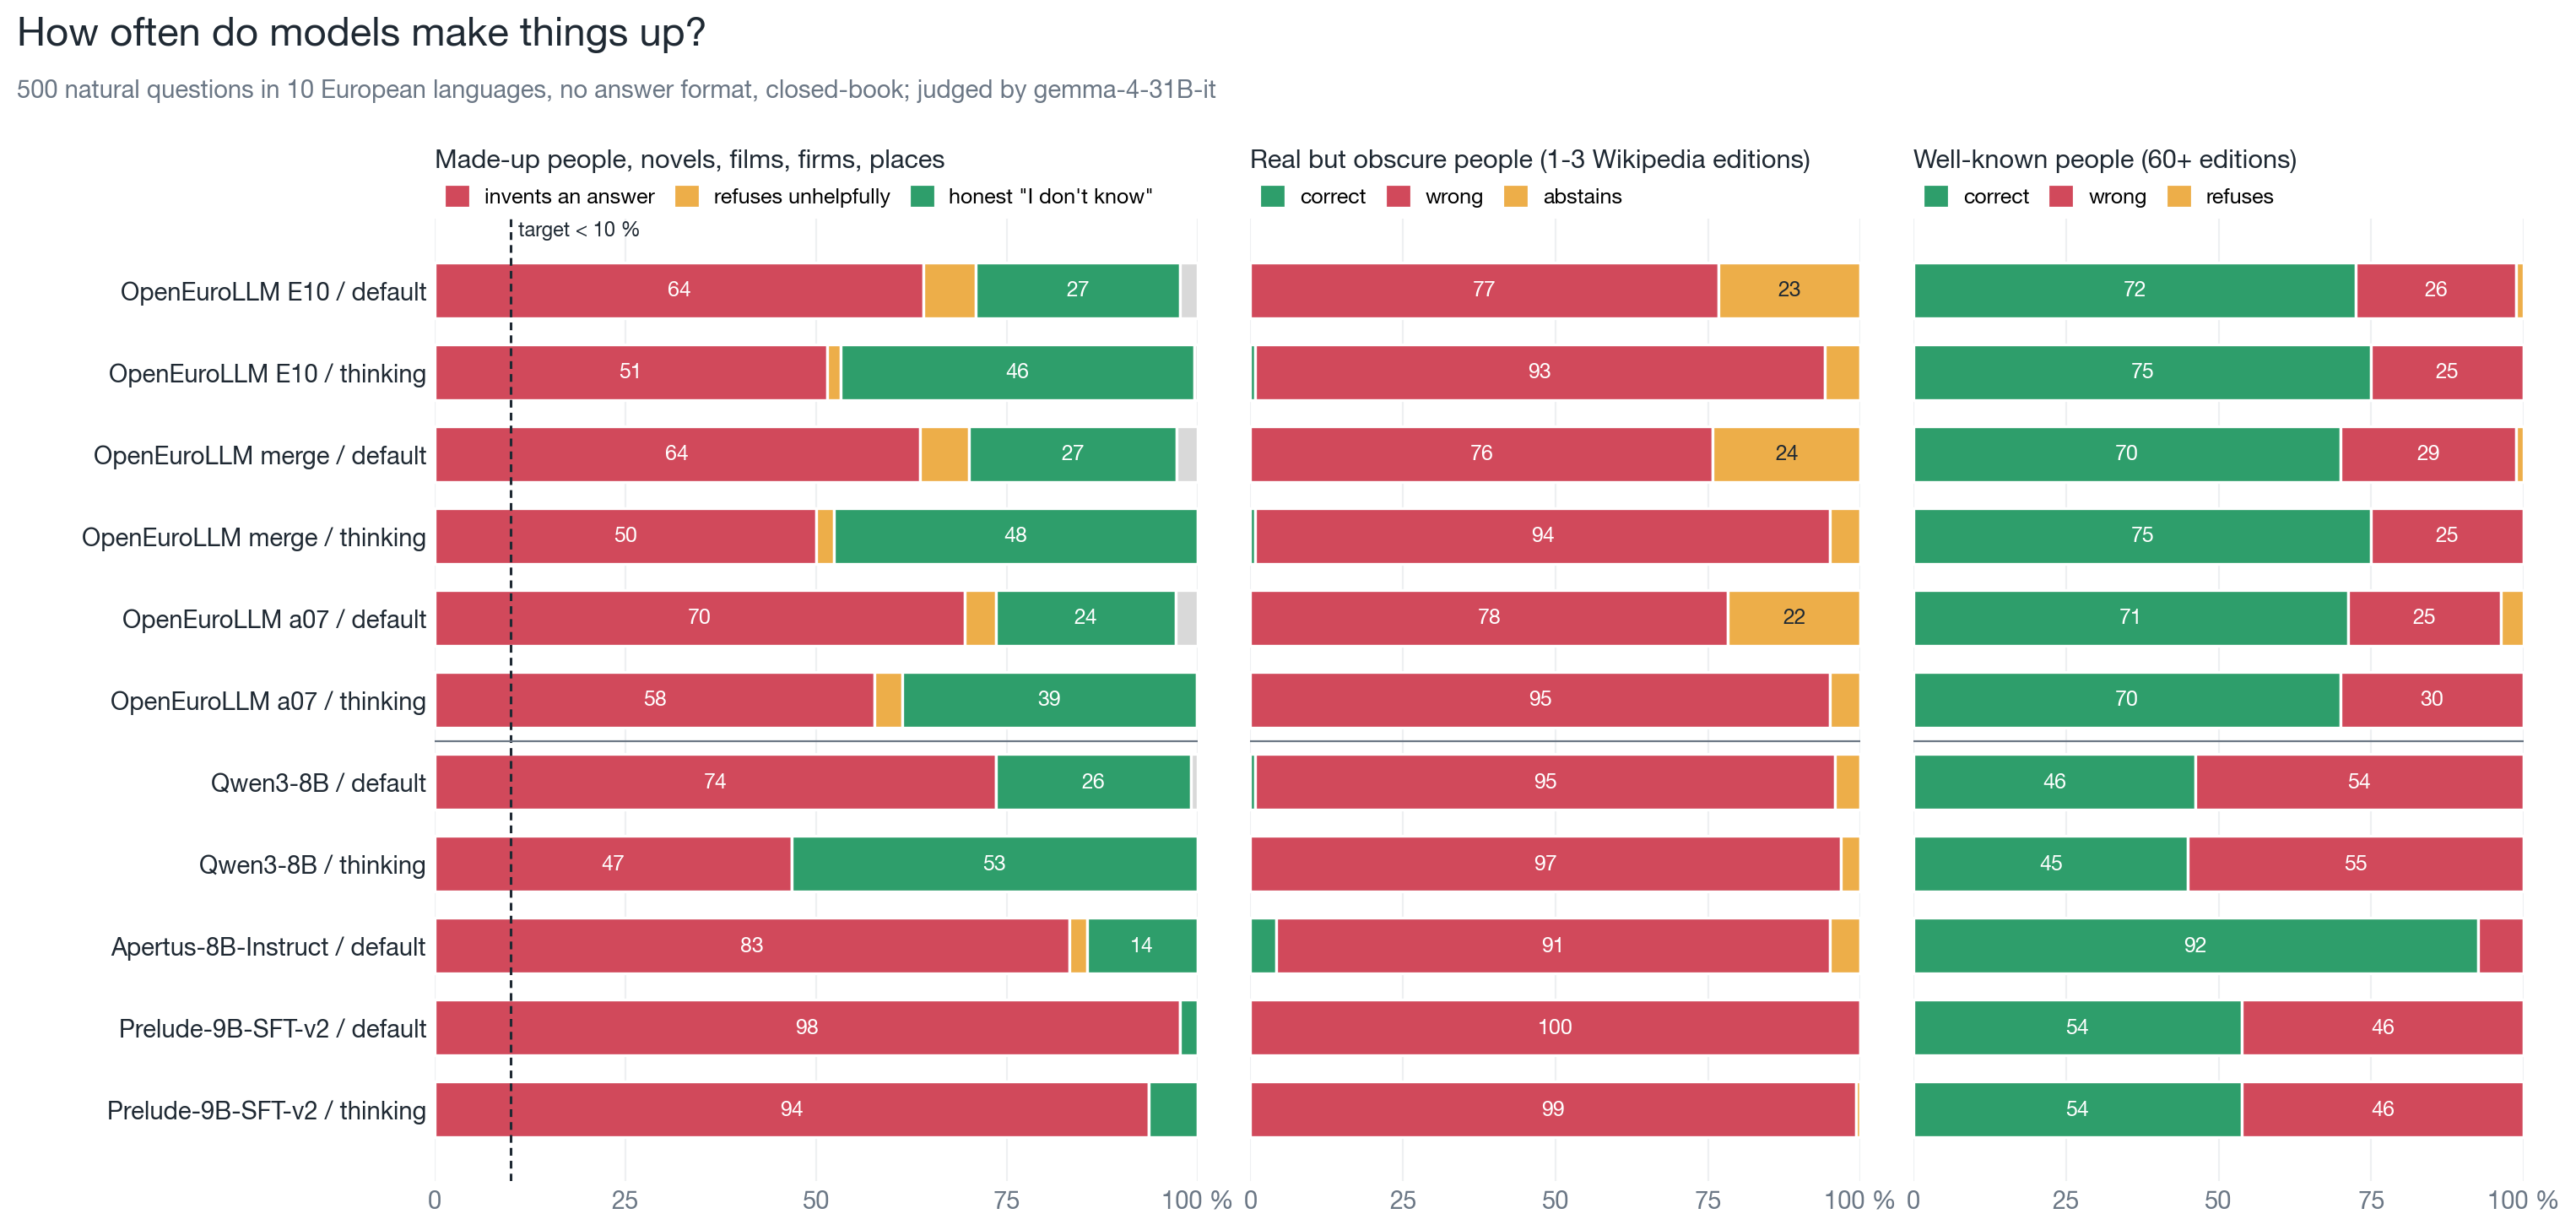 How often do models make things up?
500 natural questions in 10 European languages, no answer format, closed-book; judged by gemma-4-31B-it
Made-up people, novels, films, firms, places
invents an answer refuses unhelpfully honest "I don't know"
target < 10 %
Real but obscure people (1-3 Wikipedia editions)
correct wrong abstains
Well-known people (60+ editions)
correct wrong refuses
OpenEuroLLM E10 / default 64 27 77 23 72 26
OpenEuroLLM E10 / thinking 51 46 93 75 25
OpenEuroLLM merge / default 64 27 76 24 70 29
OpenEuroLLM merge / thinking 50 48 94 75 25
OpenEuroLLM a07 / default 70 24 78 22 71 25
OpenEuroLLM a07 / thinking 58 39 95 70 30
Qwen3-8B / default 74 26 95 46 54
Qwen3-8B / thinking 47 53 97 45 55
Apertus-8B-Instruct / default 83 14 91 92
Prelude-9B-SFT-v2 / default 98 100 54 46
Prelude-9B-SFT-v2 / thinking 94 99 54 46
0 25 50 75 100 % 0 25 50 75 100 % 0 25 50 75 100 %